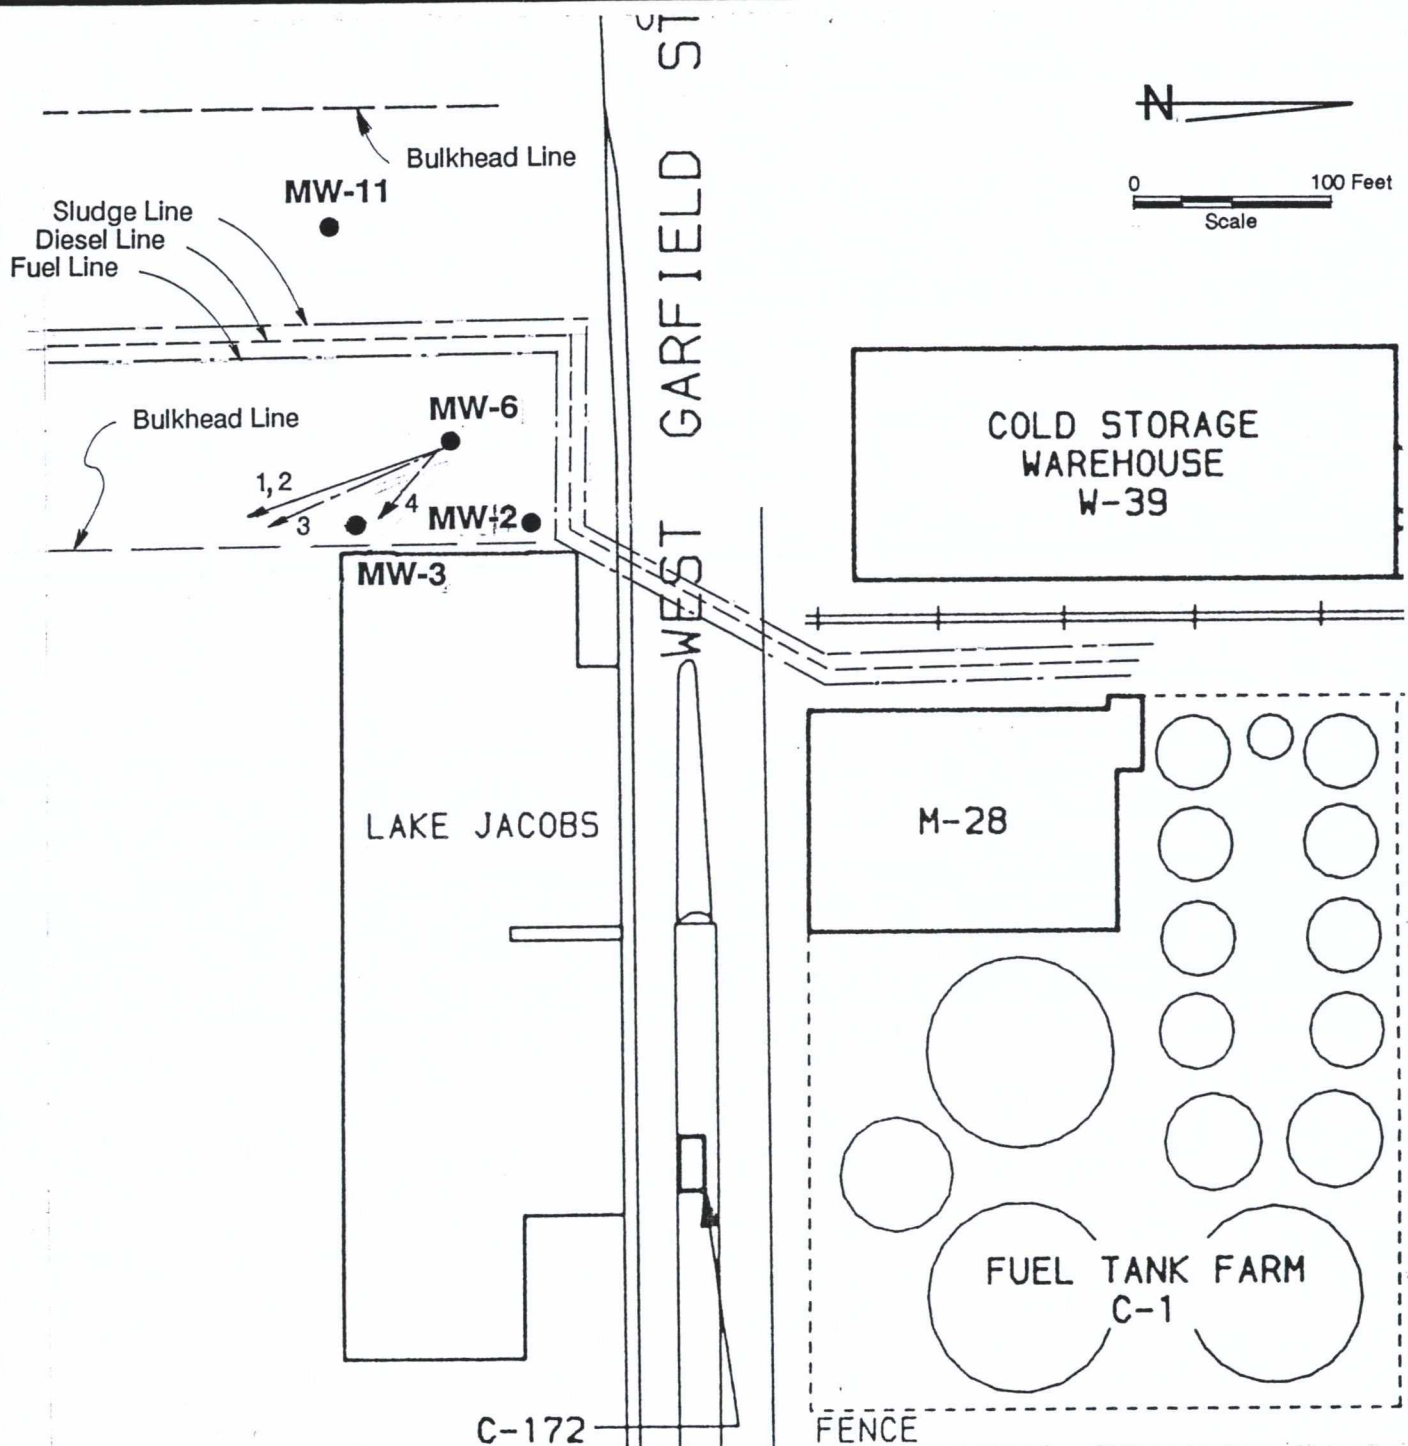 WEST GARFIELD ST
N
Bulkhead Line
0 100 Feet
Scale
MW-11
Sludge Line
Diesel Line
Fuel Line
MW-6
Bulkhead Line
COLD STORAGE
WAREHOUSE
W-39
1,2
3
4
MW-2
MW-3
LAKE JACOBS
M-28
FUEL TANK FARM
C-1
C-172
FENCE